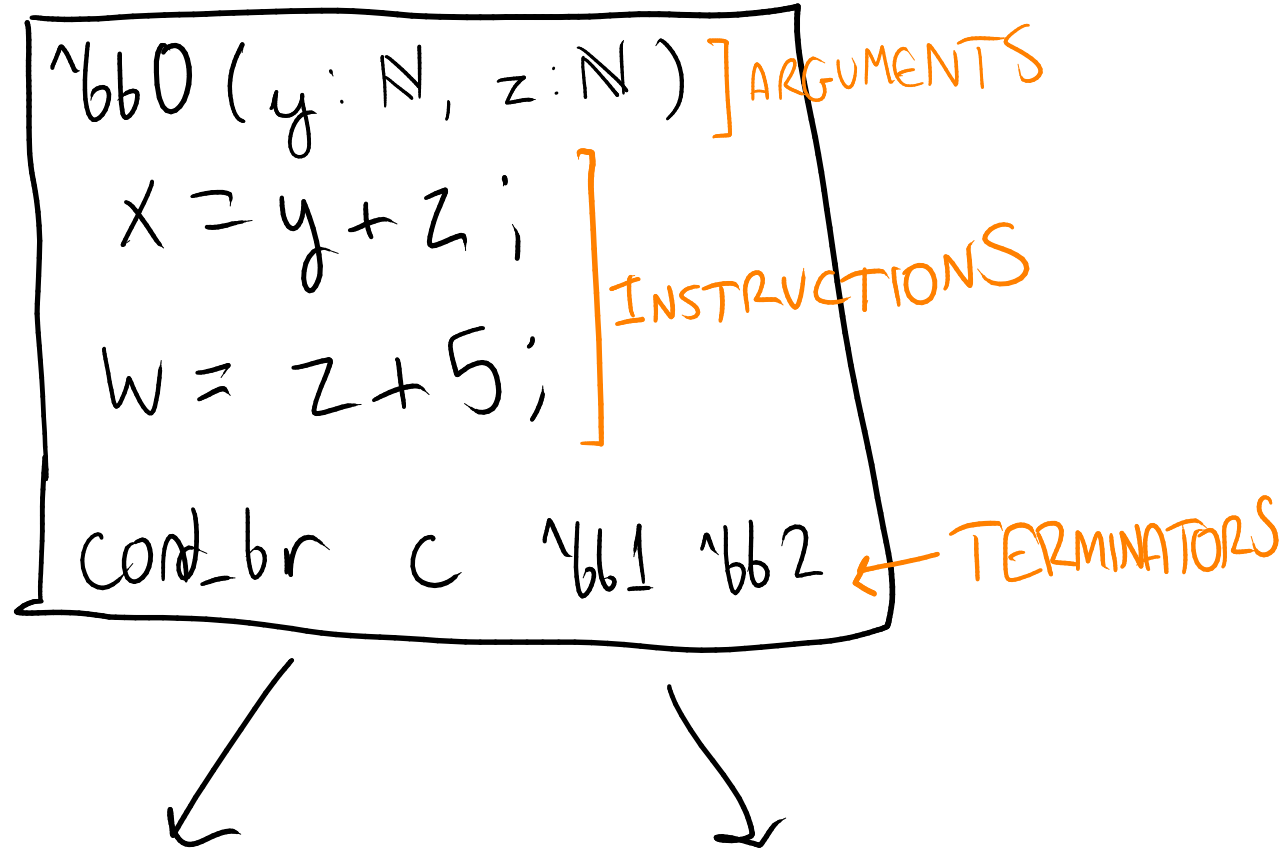 ^bb0(y:ℕ, z:ℕ) ARGUMENTS
x = y + z;
INSTRUCTIONS
w = z + 5;
cond_br c ^bb1 ^bb2 TERMINATORS